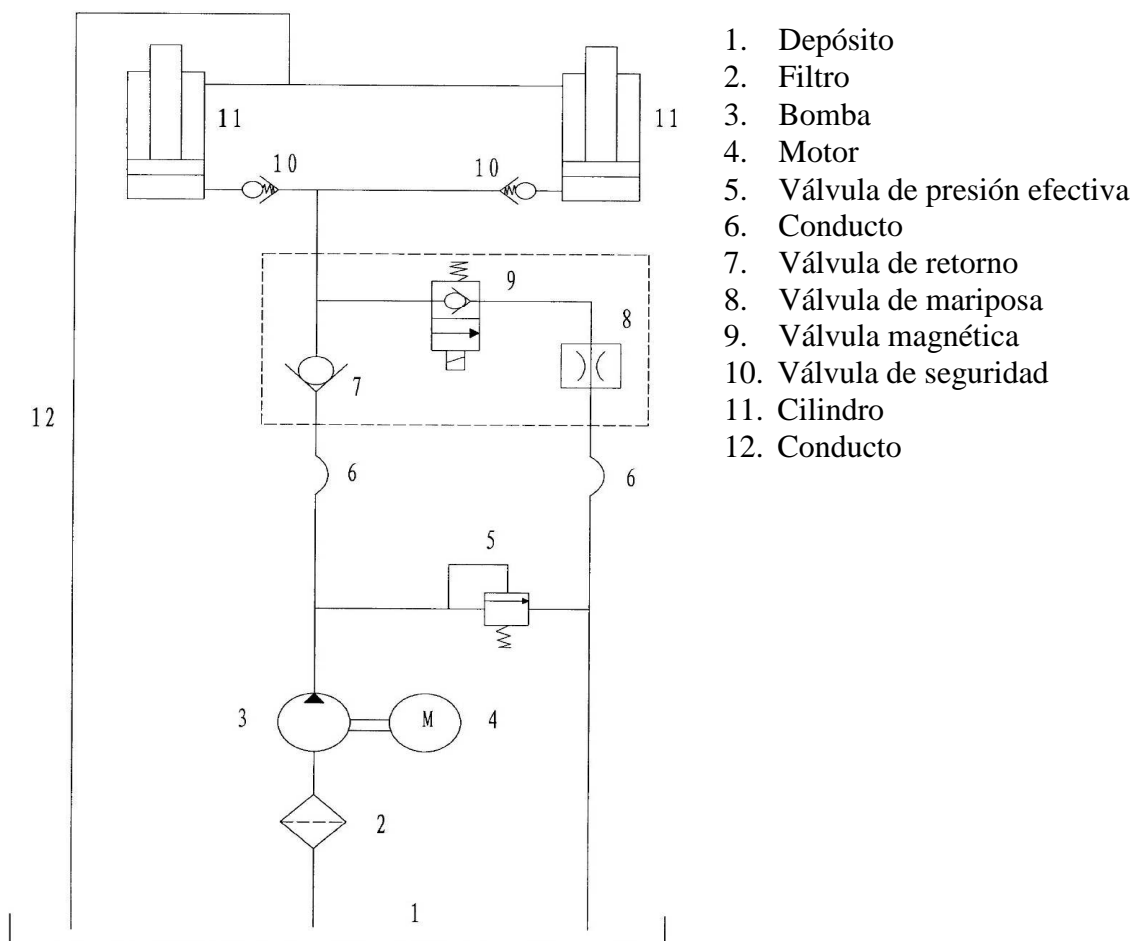 1. Depósito
2. Filtro
3. Bomba
4. Motor
5. Válvula de presión efectiva
6. Conducto
7. Válvula de retorno
8. Válvula de mariposa
9. Válvula magnética
10. Válvula de seguridad
11. Cilindro
12. Conducto
11 11
10 10
9
8
7
12
6 6
5
3 M 4
2
1